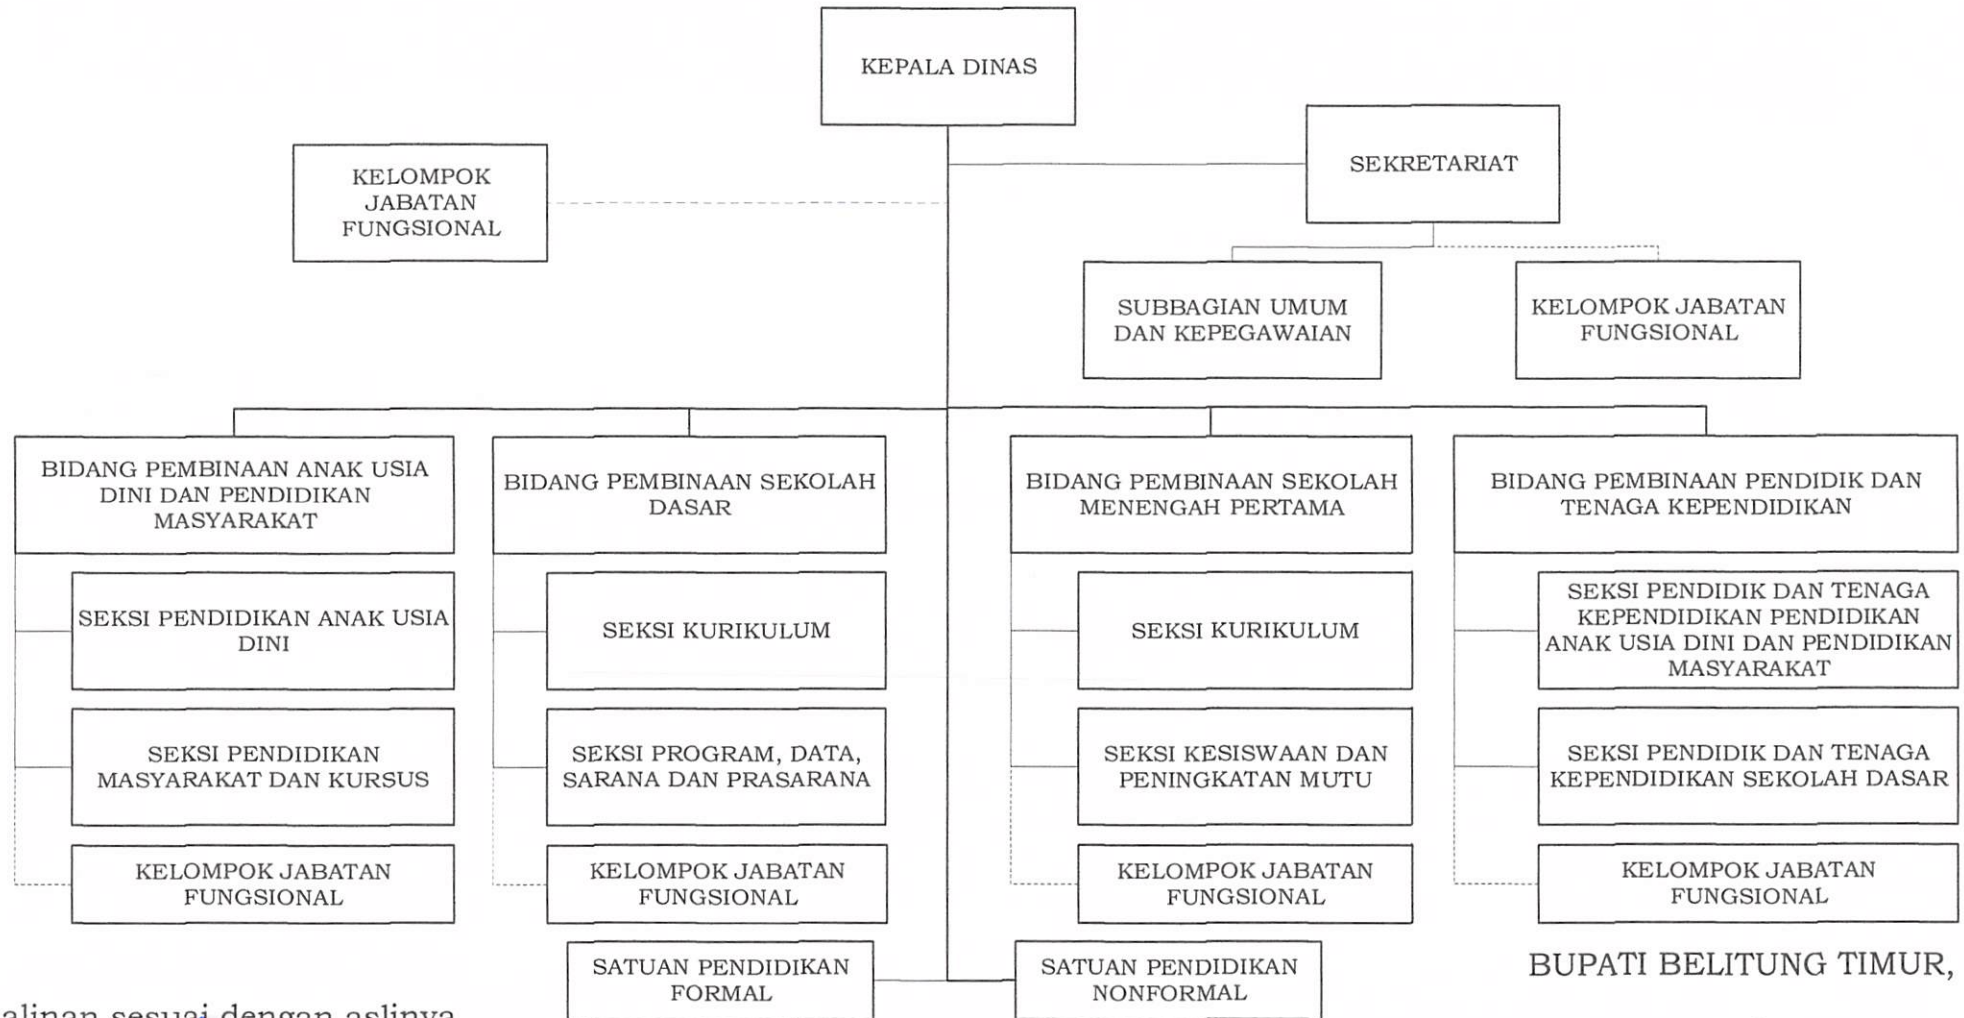 KEPALA DINAS
SEKRETARIAT
KELOMPOK
JABATAN
FUNGSIONAL
SUBBAGIAN UMUM
DAN KEPEGAWAIAN
KELOMPOK JABATAN
FUNGSIONAL
BIDANG PEMBINAAN ANAK USIA
DINI DAN PENDIDIKAN
MASYARAKAT
SEKSI PENDIDIKAN ANAK USIA
DINI
SEKSI PENDIDIKAN
MASYARAKAT DAN KURSUS
KELOMPOK JABATAN
FUNGSIONAL
BIDANG PEMBINAAN SEKOLAH
DASAR
SEKSI KURIKULUM
SEKSI PROGRAM, DATA,
SARANA DAN PRASARANA
KELOMPOK JABATAN
FUNGSIONAL
BIDANG PEMBINAAN SEKOLAH
MENENGAH PERTAMA
SEKSI KURIKULUM
SEKSI KESISWAAN DAN
PENINGKATAN MUTU
KELOMPOK JABATAN
FUNGSIONAL
BIDANG PEMBINAAN PENDIDIK DAN
TENAGA KEPENDIDIKAN
SEKSI PENDIDIK DAN TENAGA
KEPENDIDIKAN PENDIDIKAN
ANAK USIA DINI DAN PENDIDIKAN
MASYARAKAT
SEKSI PENDIDIK DAN TENAGA
KEPENDIDIKAN SEKOLAH DASAR
KELOMPOK JABATAN
FUNGSIONAL
SATUAN PENDIDIKAN
FORMAL
SATUAN PENDIDIKAN
NONFORMAL
BUPATI BELITUNG TIMUR,
alinan sesuai dengan aslinya